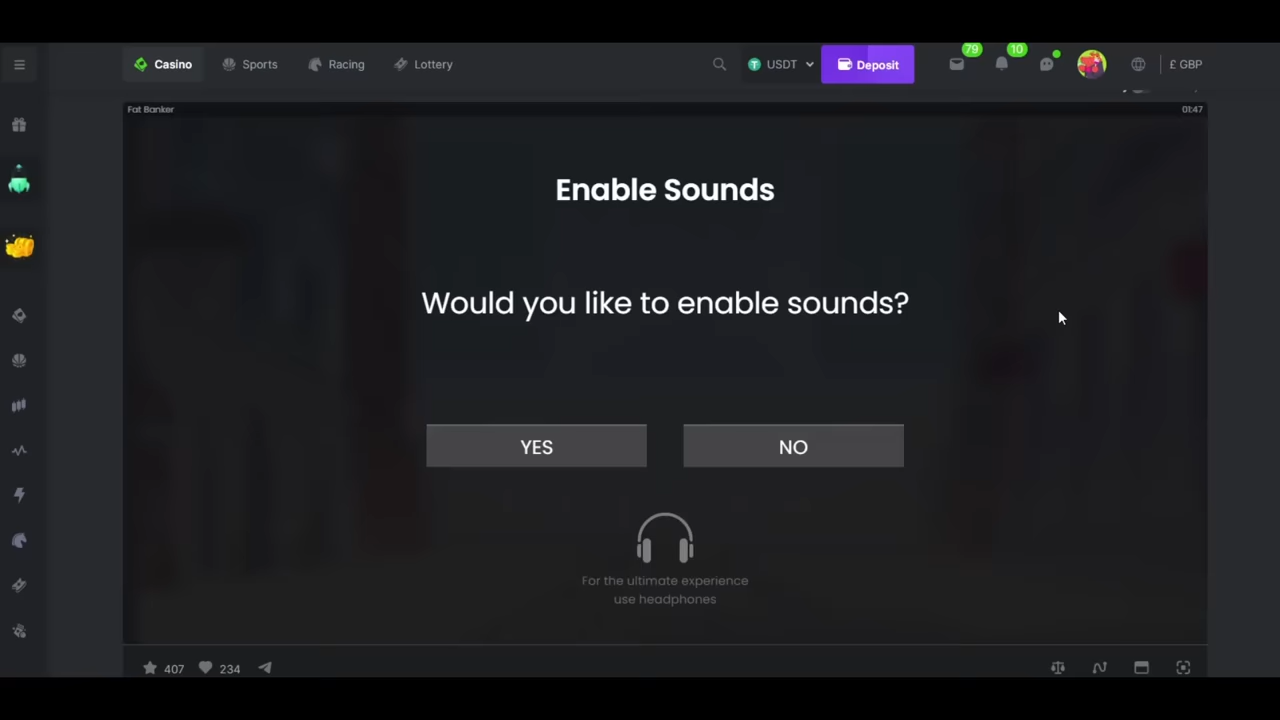 Casino Sports Racing Lottery USDT Deposit 79 10 £ GBP
Fat Banker 01:47
Enable Sounds
Would you like to enable sounds?
YES NO
For the ultimate experience
use headphones
407 234